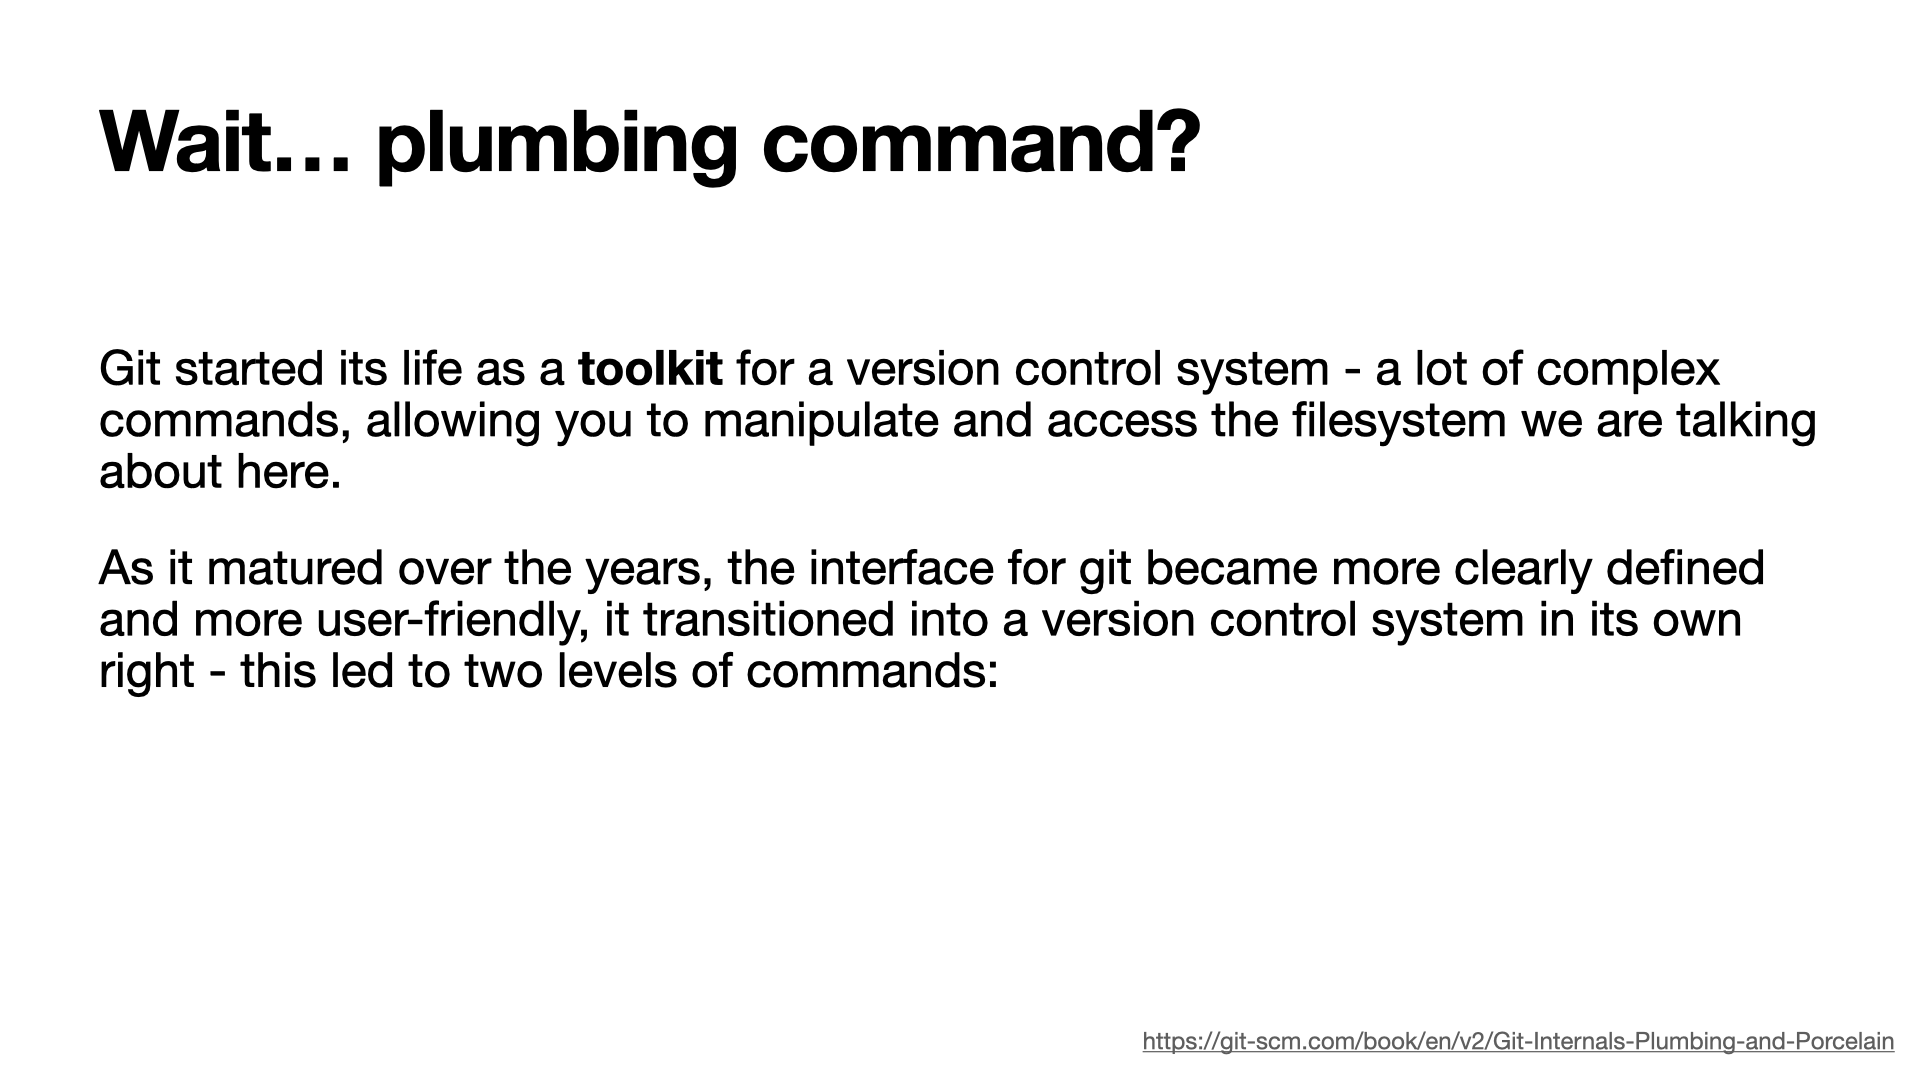 Wait… plumbing command?
Git started its life as a toolkit for a version control system - a lot of complex
commands, allowing you to manipulate and access the filesystem we are talking
about here.
As it matured over the years, the interface for git became more clearly defined
and more user-friendly, it transitioned into a version control system in its own
right - this led to two levels of commands:
https://git-scm.com/book/en/v2/Git-Internals-Plumbing-and-Porcelain